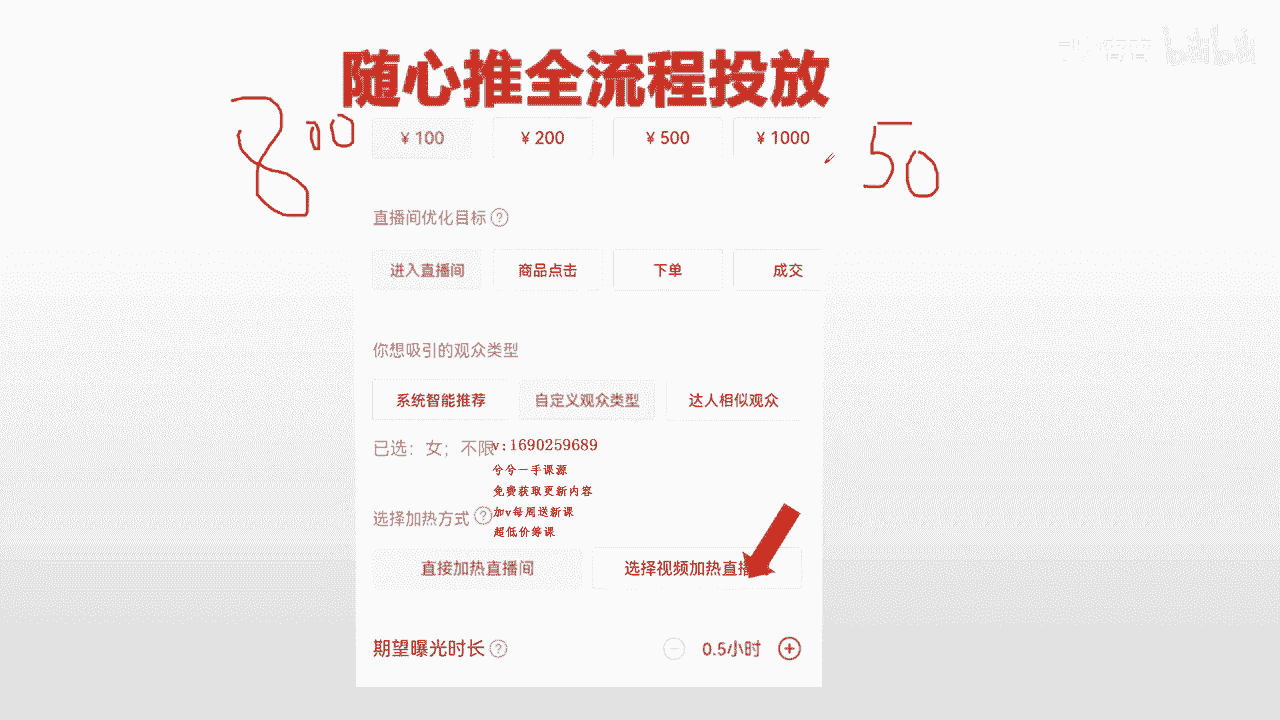 随心推全流程投放
800
¥ 100 ¥ 200 ¥ 500 ¥ 1000
50
直播间优化目标 ?
进入直播间 商品点击 下单 成交
你想吸引的观众类型
系统智能推荐 自定义观众类型 达人相似观众
已选：女；不限
v:1690259689
兮兮一手课源
免费获取更新内容
加v每周送新课
超低价筹课
选择加热方式 ?
直接加热直播间 选择视频加热直播
期望曝光时长 ? − 0.5小时 +
bilibili